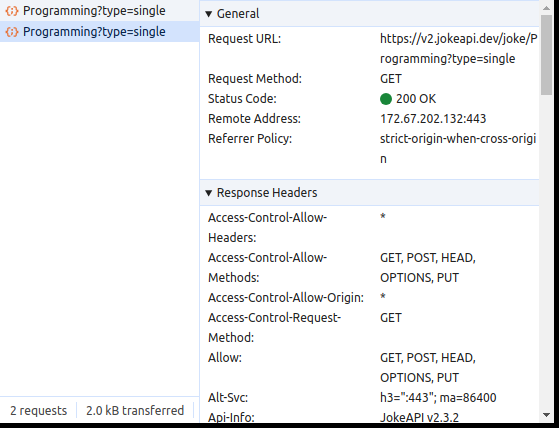 Programming?type=single
Programming?type=single
2 requests
2.0 kB transferred
General
Request URL:
https://v2.jokeapi.dev/joke/P
rogramming?type=single
Request Method:
GET
Status Code:
200 OK
Remote Address:
172.67.202.132:443
Referrer Policy:
strict-origin-when-cross-origi
n
Response Headers
Access-Control-Allow-
Headers:
*
Access-Control-Allow-
Methods:
GET, POST, HEAD,
OPTIONS, PUT
Access-Control-Allow-Origin:
*
Access-Control-Request-
Method:
GET
Allow:
GET, POST, HEAD,
OPTIONS, PUT
Alt-Svc:
h3=":443"; ma=86400
Api-Info:
JokeAPI v2.3.2